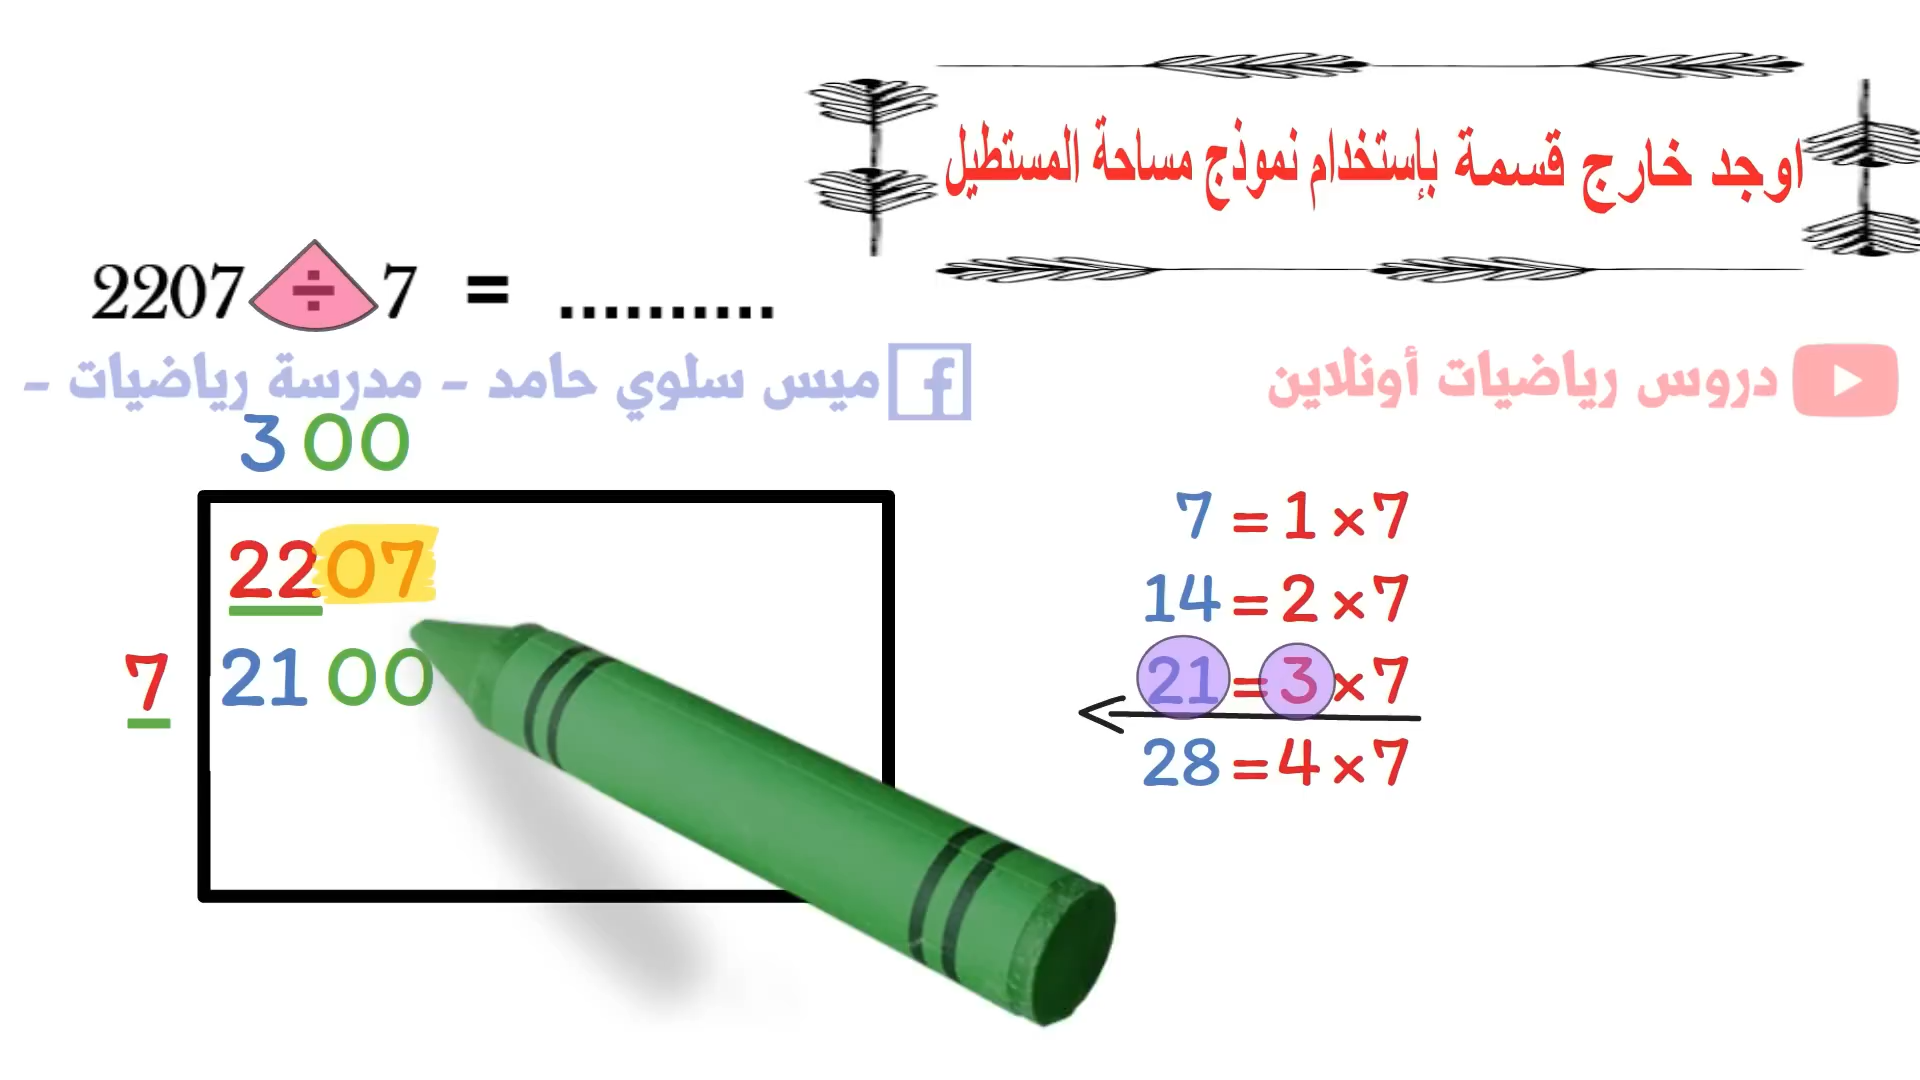 اوجد خارج قسمة بإستخدام نموذج مساحة المستطيل
2207 ÷ 7 = ..........
دروس رياضيات أونلاين
ميس سلوي حامد - مدرسة رياضيات -
300
2207
7 2100
7 = 1 × 7
14 = 2 × 7
21 = 3 × 7
28 = 4 × 7